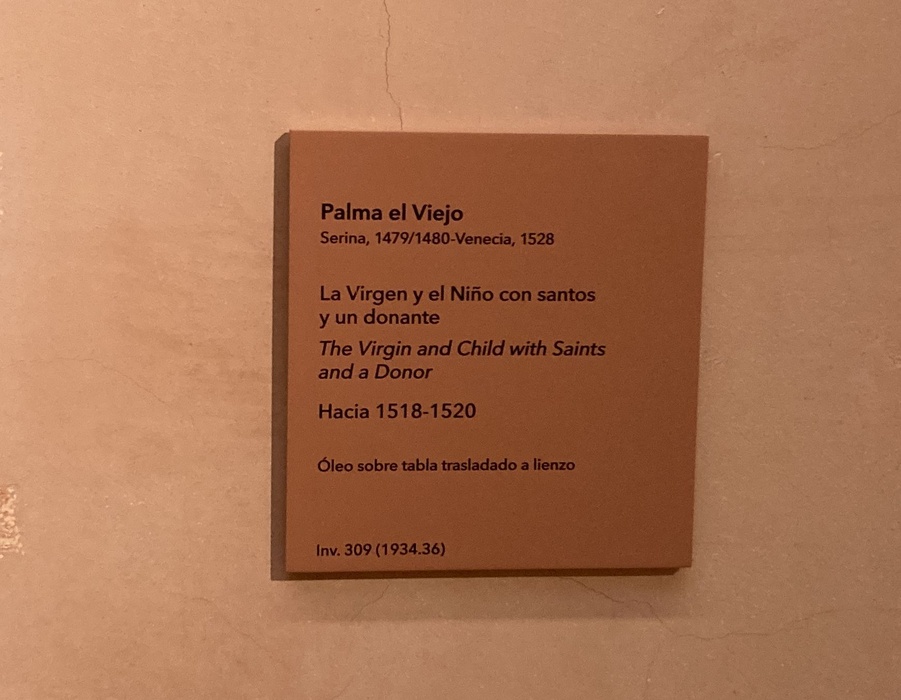 Palma el Viejo
Serina, 1479/1480-Venecia, 1528
La Virgen y el Niño con santos
y un donante
The Virgin and Child with Saints
and a Donor
Hacia 1518-1520
Óleo sobre tabla trasladado a lienzo
Inv. 309 (1934.36)